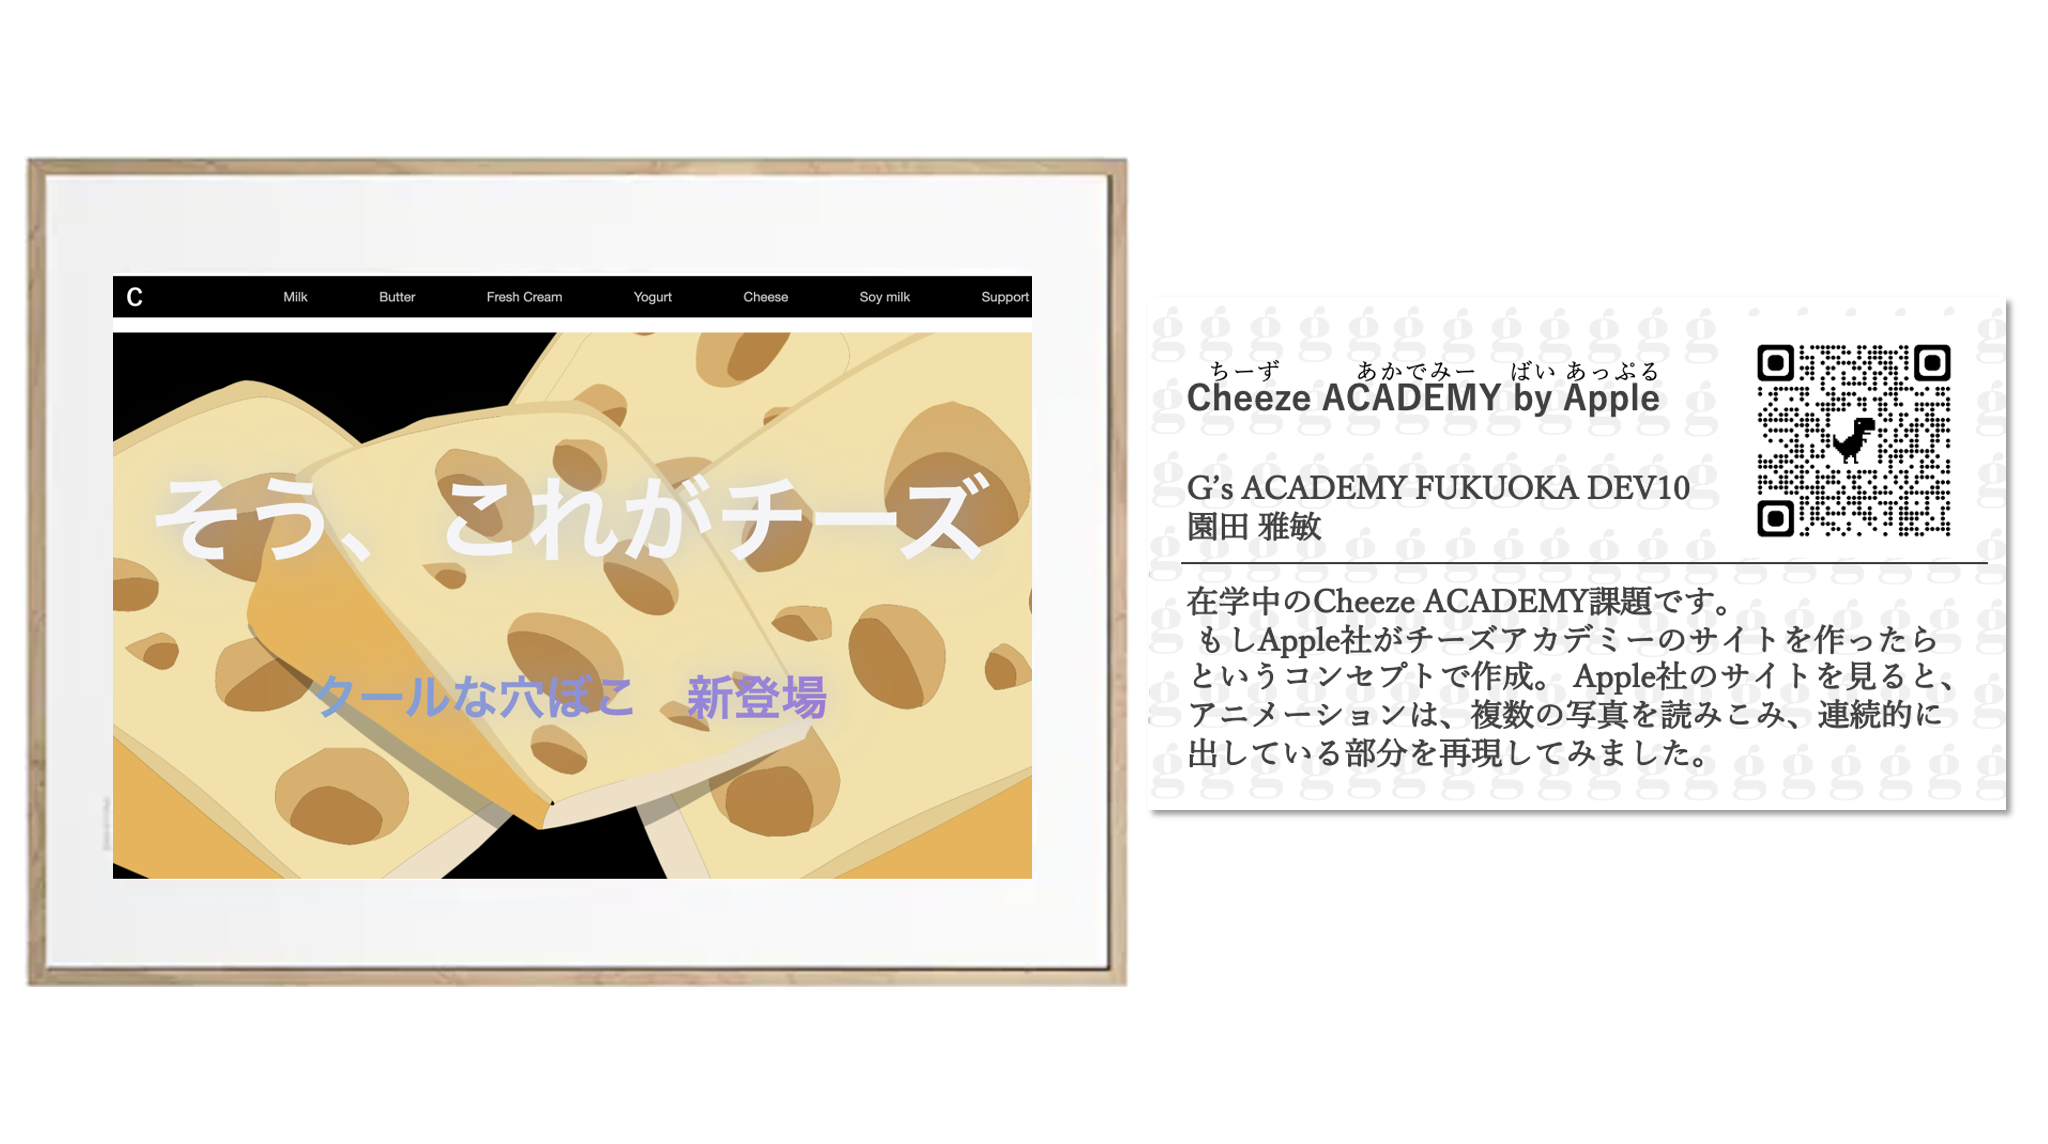 C
Milk Butter Fresh Cream Yogurt Cheese Soy milk Support
そう、これがチーズ
クールな穴ぼこ 新登場
ちーず あかでみー ばい あっぷる
Cheeze ACADEMY by Apple
G's ACADEMY FUKUOKA DEV10
園田 雅敏
在学中のCheeze ACADEMY課題です。
もしApple社がチーズアカデミーのサイトを作ったら
というコンセプトで作成。 Apple社のサイトを見ると、
アニメーションは、複数の写真を読みこみ、連続的に
出している部分を再現してみました。